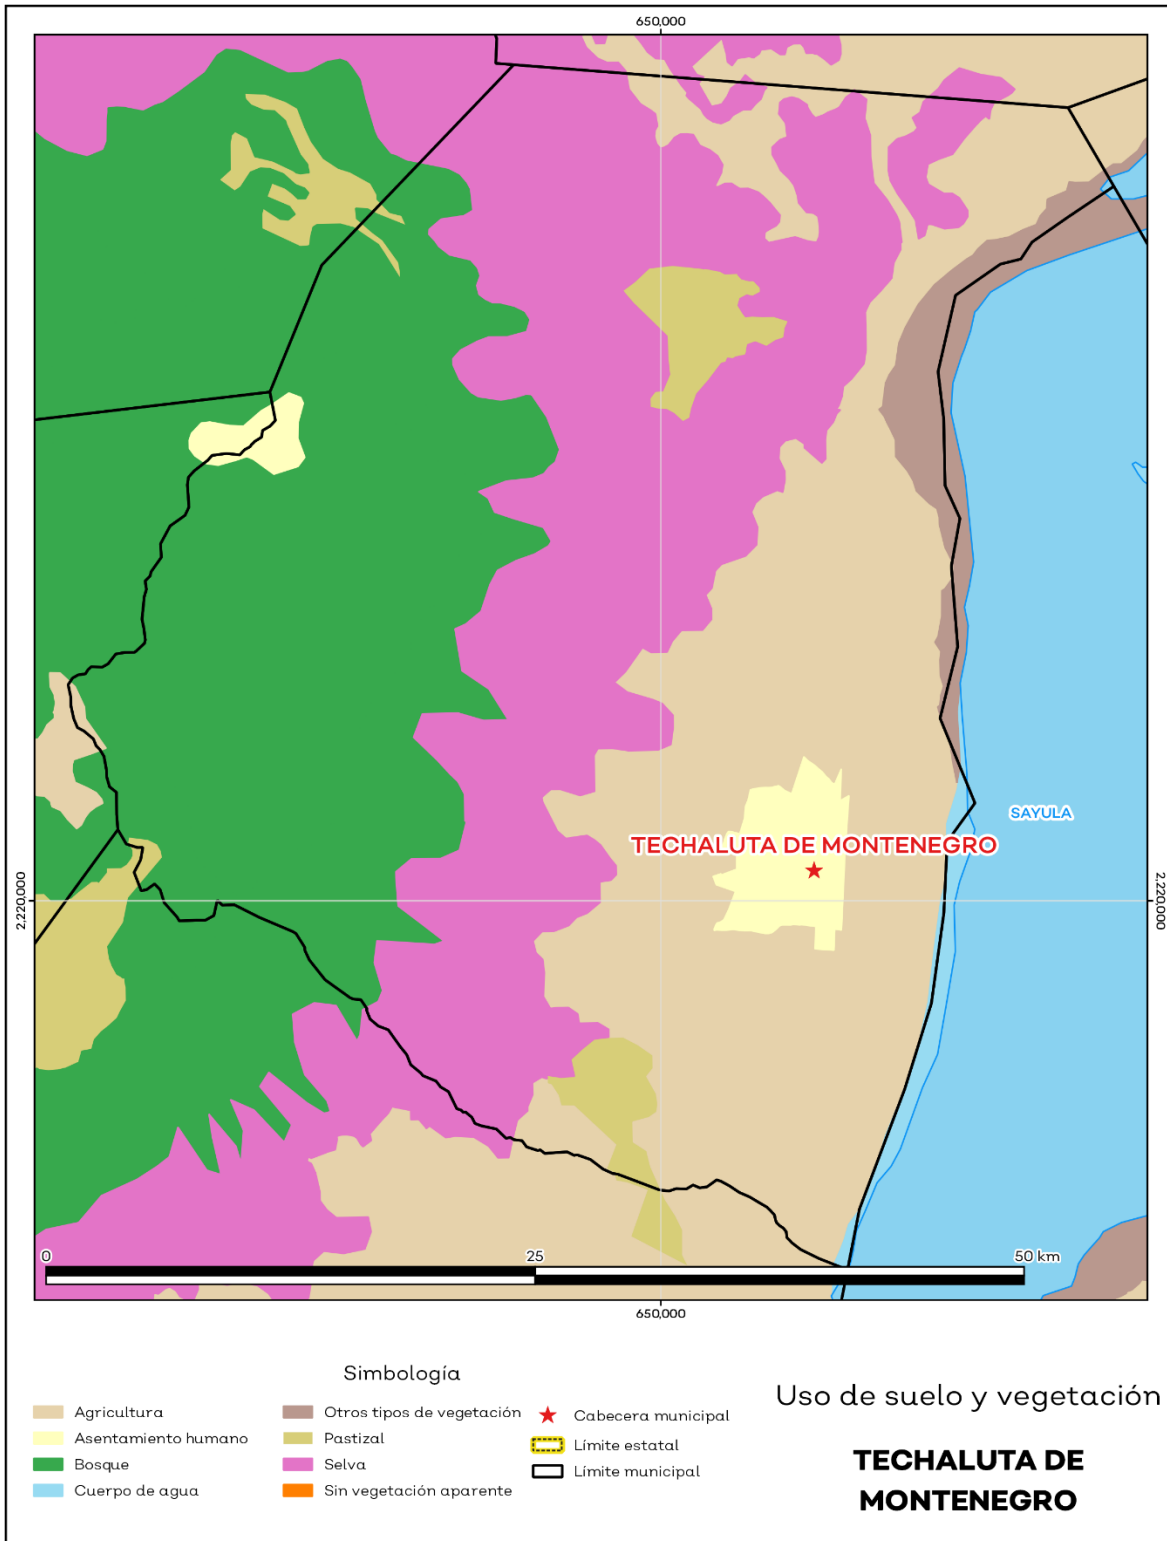 650,000
SAYULA
TECHALUTA DE MONTENEGRO
2,220,000
2,220,000
0
25
50 km
650,000
Simbología
Agricultura
Asentamiento humano
Bosque
Cuerpo de agua
Otros tipos de vegetación
Pastizal
Selva
Sin vegetación aparente
Cabecera municipal
Límite estatal
Límite municipal
Uso de suelo y vegetación
TECHALUTA DE
MONTENEGRO